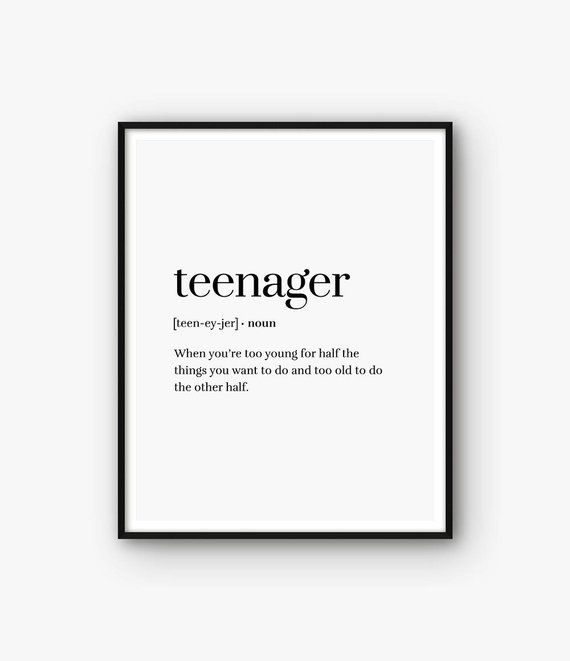 teenager
[teen-ey-jer] • noun
When you’re too young for half the
things you want to do and too old to do
the other half.